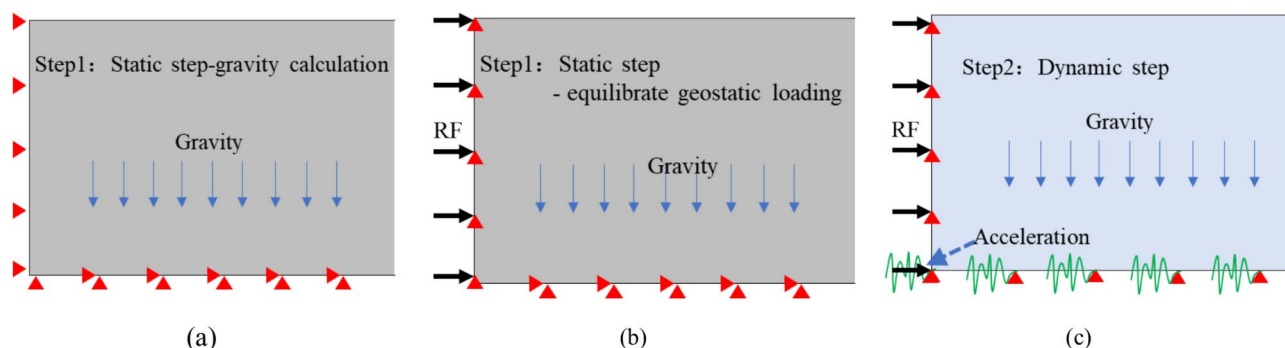 Step1： Static step-gravity calculation
Gravity
(a)
Step1： Static step
- equilibrate geostatic loading
RF
Gravity
(b)
Step2： Dynamic step
Gravity
RF
Acceleration
(c)